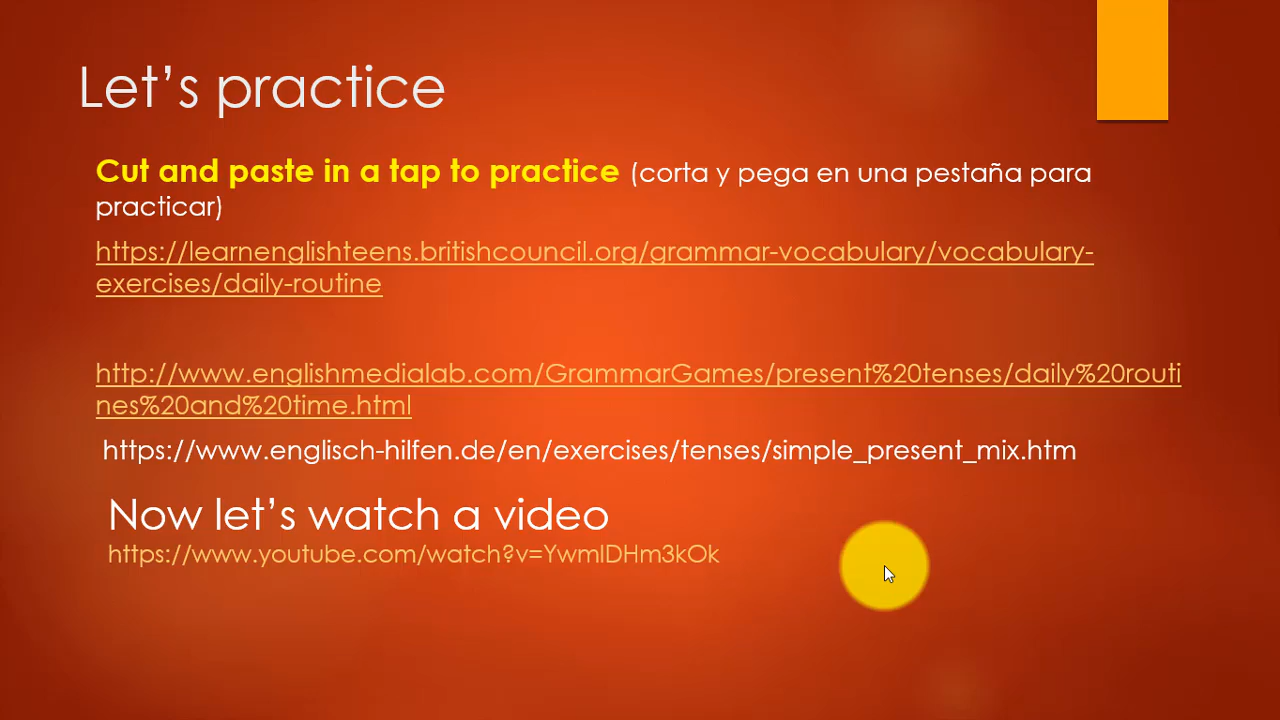 Let's practice
Cut and paste in a tap to practice (corta y pega en una pestaña para
practicar)
https://learnenglishteens.britishcouncil.org/grammar-vocabulary/vocabulary-
exercises/daily-routine
http://www.englishmedialab.com/GrammarGames/present%20tenses/daily%20routi
nes%20and%20time.html
https://www.englisch-hilfen.de/en/exercises/tenses/simple_present_mix.htm
Now let's watch a video
https://www.youtube.com/watch?v=YwmIDHm3kOk